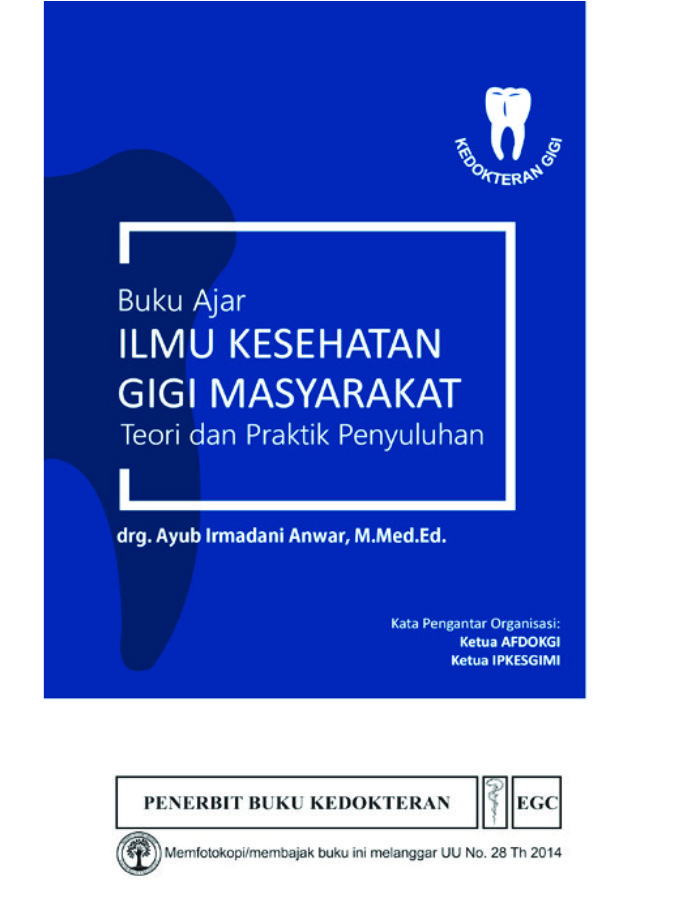 KEDOKTERAN GIGI
Buku Ajar
ILMU KESEHATAN
GIGI MASYARAKAT
Teori dan Praktik Penyuluhan
drg. Ayub Irmadani Anwar, M.Med.Ed.
Kata Pengantar Organisasi:
Ketua AFDOKGI
Ketua IPKESGIMI
PENERBIT BUKU KEDOKTERAN
EGC
Memfotokopi/membajak buku ini melanggar UU No. 28 Th 2014